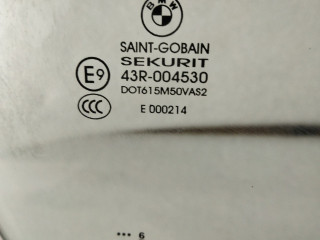 BMW
SAINT-GOBAIN
SEKURIT
E9 43R-004530
CCC DOT615M50VAS2
E 000214
••• 6